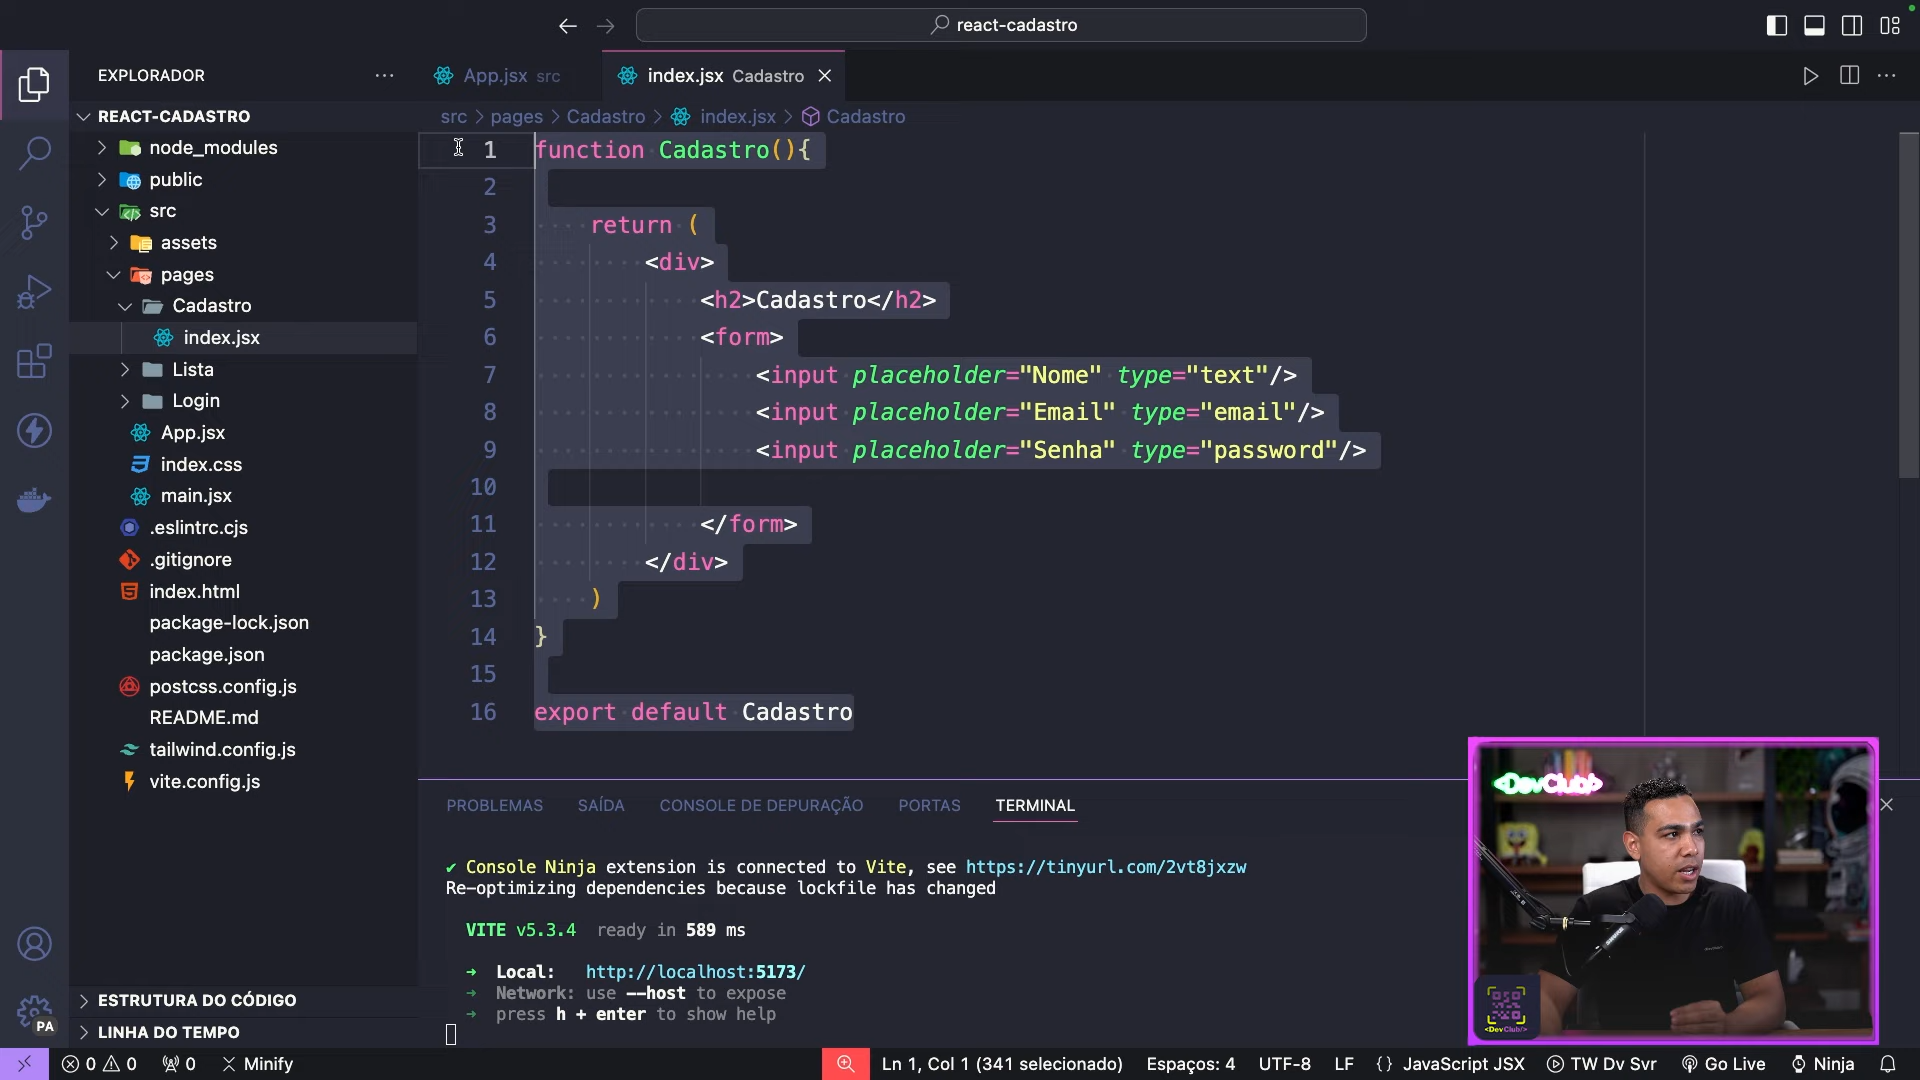 react-cadastro
EXPLORADOR
App.jsx src
index.jsx Cadastro
REACT-CADASTRO
src > pages > Cadastro > index.jsx > Cadastro
node_modules
public
src
assets
pages
Cadastro
index.jsx
Lista
Login
App.jsx
index.css
main.jsx
.eslintrc.cjs
.gitignore
index.html
package-lock.json
package.json
postcss.config.js
README.md
tailwind.config.js
vite.config.js
ESTRUTURA DO CÓDIGO
LINHA DO TEMPO
1 function Cadastro(){
2
3 return (
4 <div>
5 <h2>Cadastro</h2>
6 <form>
7 <input placeholder="Nome" type="text"/>
8 <input placeholder="Email" type="email"/>
9 <input placeholder="Senha" type="password"/>
10
11 </form>
12 </div>
13 )
14 }
15
16 export default Cadastro
PROBLEMAS SAÍDA CONSOLE DE DEPURAÇÃO PORTAS TERMINAL
✔ Console Ninja extension is connected to Vite, see https://tinyurl.com/2vt8jxzw
Re-optimizing dependencies because lockfile has changed
VITE v5.3.4 ready in 589 ms
➜ Local: http://localhost:5173/
➜ Network: use --host to expose
➜ press h + enter to show help
<DevClub/>
<DevClub/>
PA
0 0 0 Minify
Ln 1, Col 1 (341 selecionado) Espaços: 4 UTF-8 LF {} JavaScript JSX TW Dv Svr Go Live Ninja